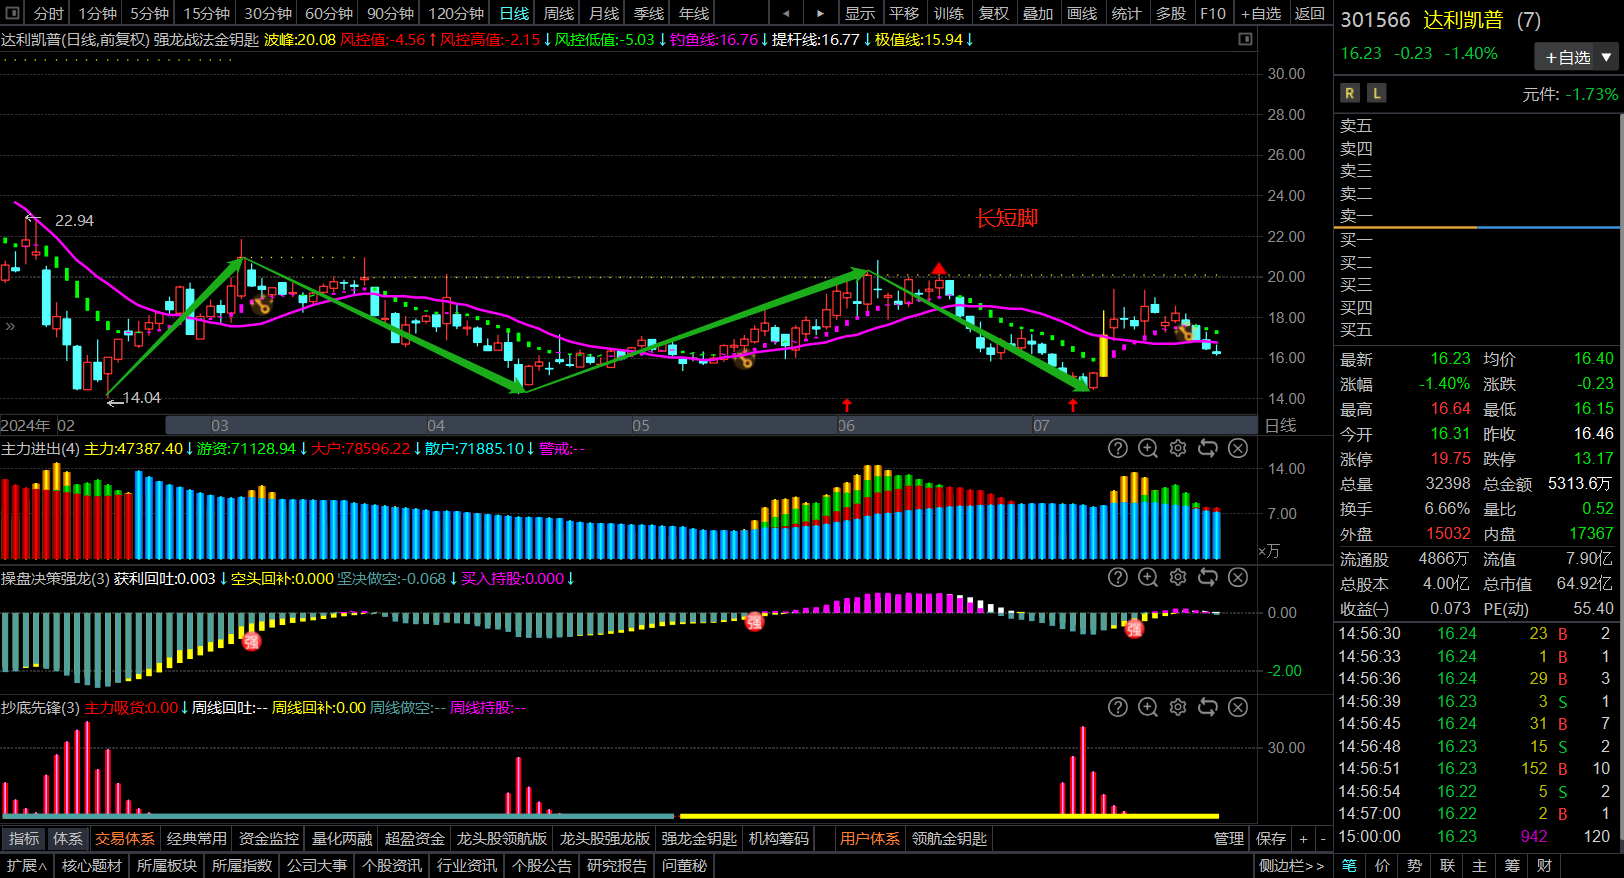 分时 1分钟 5分钟 15分钟 30分钟 60分钟 90分钟 120分钟 日线 周线 月线 季线 年线 显示 平移 训练 复权 叠加 画线 统计 多股 F10 +自选 返回
达利凯普(日线,前复权) 强龙战法金钥匙 波峰:20.08 风控值:-4.56↑ 风控高值:-2.15↓ 风控低值:-5.03↓ 钓鱼线:16.76↓ 提杆线:16.77↓ 极值线:15.94↓
30.00
28.00
26.00
24.00
22.00
20.00
18.00
16.00
14.00
22.94
长短脚
14.04
2024年 02 03 04 05 06 07 日线
主力进出(4) 主力:47387.40↓ 游资:71128.94↓ 大户:78596.22↓ 散户:71885.10↓ 警戒:--
14.00
7.00
×万
操盘决策强龙(3) 获利回吐:0.003↓ 空头回补:0.000 坚决做空:-0.068↓ 买入持股:0.000↓
0.00
强 强 强
-2.00
抄底先锋(3) 主力吸货:0.00↓ 周线回吐:-- 周线回补:0.00 周线做空:-- 周线持股:--
30.00
指标 体系 交易体系 经典常用 资金监控 量化两融 超盈资金 龙头股领航版 龙头股强龙版 强龙金钥匙 机构筹码 用户体系 领航金钥匙 管理 保存 + -
扩展∧ 核心题材 所属板块 所属指数 公司大事 个股资讯 行业资讯 个股公告 研究报告 问董秘 侧边栏>>
301566 达利凯普 (7)
16.23 -0.23 -1.40% +自选 ▼
R L 元件: -1.73%
卖五
卖四
卖三
卖二
卖一
买一
买二
买三
买四
买五
最新 16.23 均价 16.40
涨幅 -1.40% 涨跌 -0.23
最高 16.64 最低 16.15
今开 16.31 昨收 16.46
涨停 19.75 跌停 13.17
总量 32398 总金额 5313.6万
换手 6.66% 量比 0.52
外盘 15032 内盘 17367
流通股 4866万 流值 7.90亿
总股本 4.00亿 总市值 64.92亿
收益㈠ 0.073 PE(动) 55.40
14:56:30 16.24 23 B 2
14:56:33 16.24 1 B 1
14:56:36 16.24 29 B 3
14:56:39 16.23 3 S 1
14:56:45 16.24 31 B 7
14:56:48 16.23 15 S 2
14:56:51 16.23 152 B 10
14:56:54 16.22 5 S 2
14:57:00 16.22 2 B 1
15:00:00 16.23 942 120
笔 价 势 联 主 筹 财